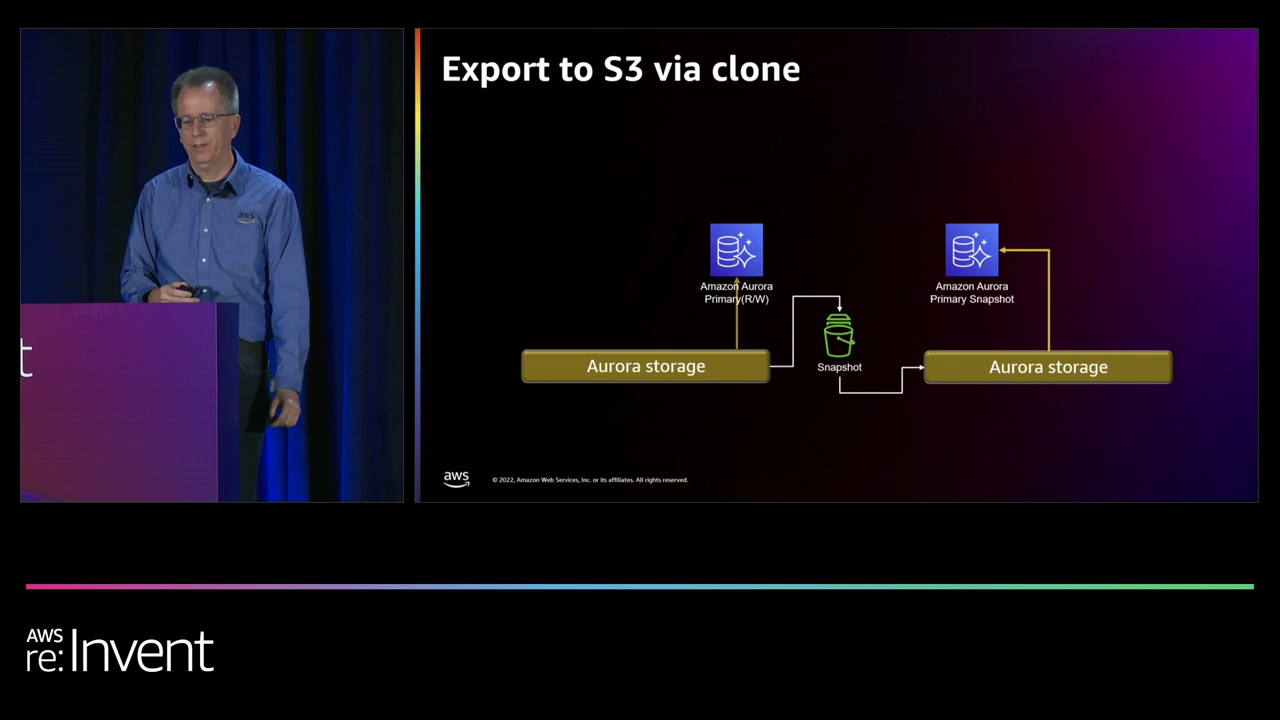 Export to S3 via clone
aws
Amazon Aurora
Primary(R/W)
Amazon Aurora
Primary Snapshot
Aurora storage
Snapshot
Aurora storage
t
aws
© 2022, Amazon Web Services, Inc. or its affiliates. All rights reserved.
AWS
re:Invent